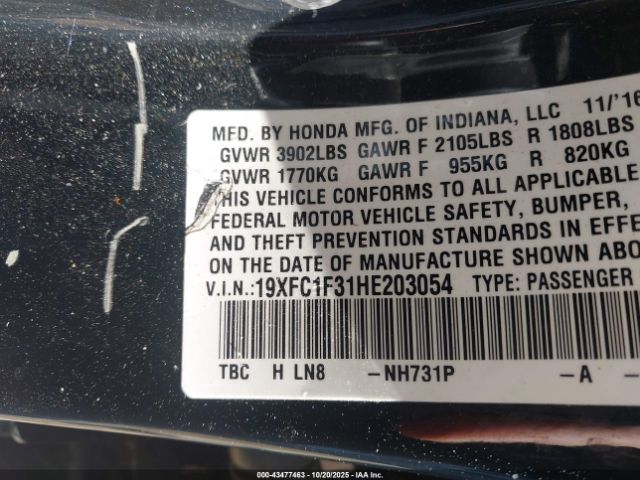 MFD. BY HONDA MFG. OF INDIANA, LLC 11/'16
GVWR 3902LBS GAWR F 2105LBS R 1808LBS
GVWR 1770KG GAWR F 955KG R 820KG
THIS VEHICLE CONFORMS TO ALL APPLICABLE
FEDERAL MOTOR VEHICLE SAFETY, BUMPER,
AND THEFT PREVENTION STANDARDS IN EFFE
ON THE DATE OF MANUFACTURE SHOWN ABO
V.I.N.:19XFC1F31HE203054 TYPE: PASSENGER
TBC H LN8 -NH731P -A -
000-43477463 | 10/20/2025 - IAAI.COM